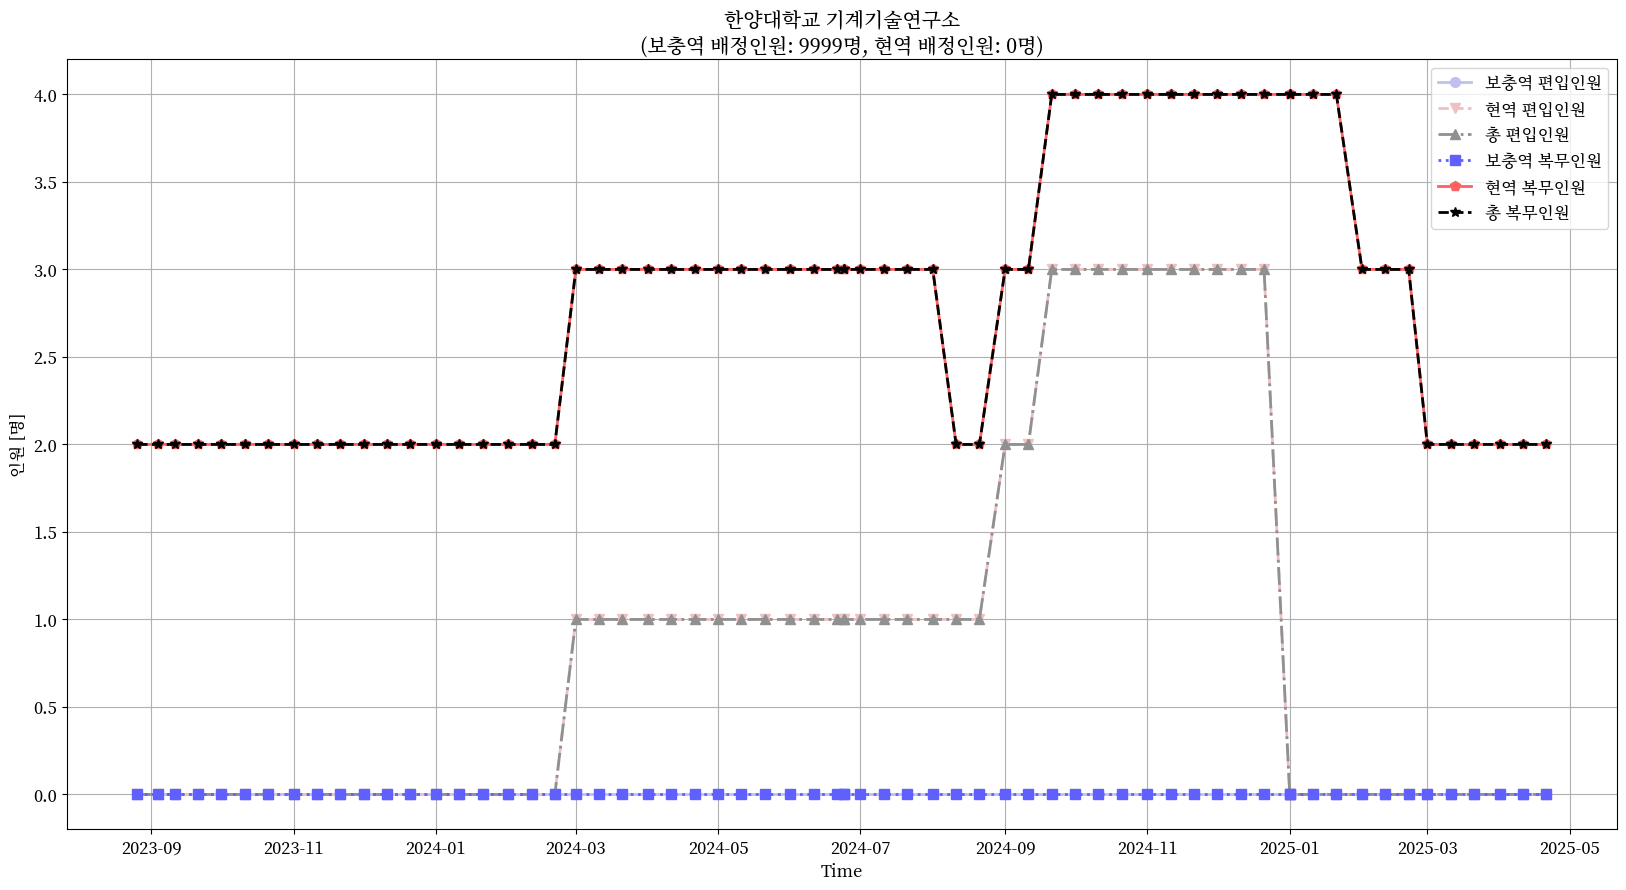 한양대학교 기계기술연구소
(보충역 배정인원: 9999명, 현역 배정인원: 0명)
보충역 편입인원
현역 편입인원
총 편입인원
보충역 복무인원
현역 복무인원
총 복무인원
인원 [명]
4.0
3.5
3.0
2.5
2.0
1.5
1.0
0.5
0.0
2023-09 2023-11 2024-01 2024-03 2024-05 2024-07 2024-09 2024-11 2025-01 2025-03 2025-05
Time